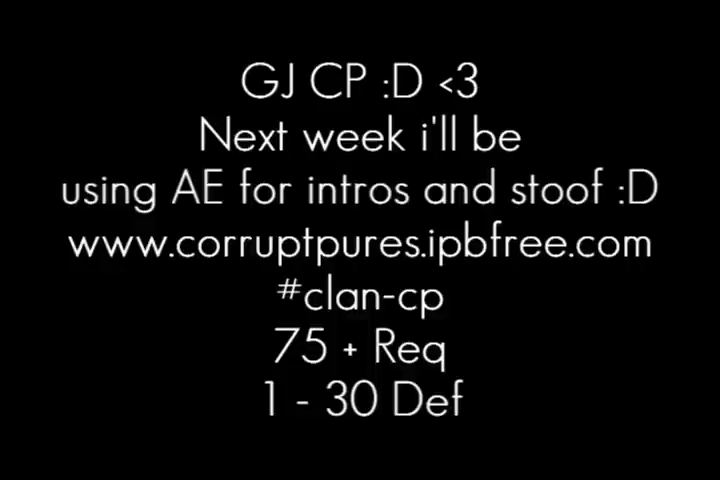 GJ CP :D <3
Next week i'll be
using AE for intros and stoof :D
www.corruptpures.ipbfree.com
#clan-cp
75 + Req
1 - 30 Def